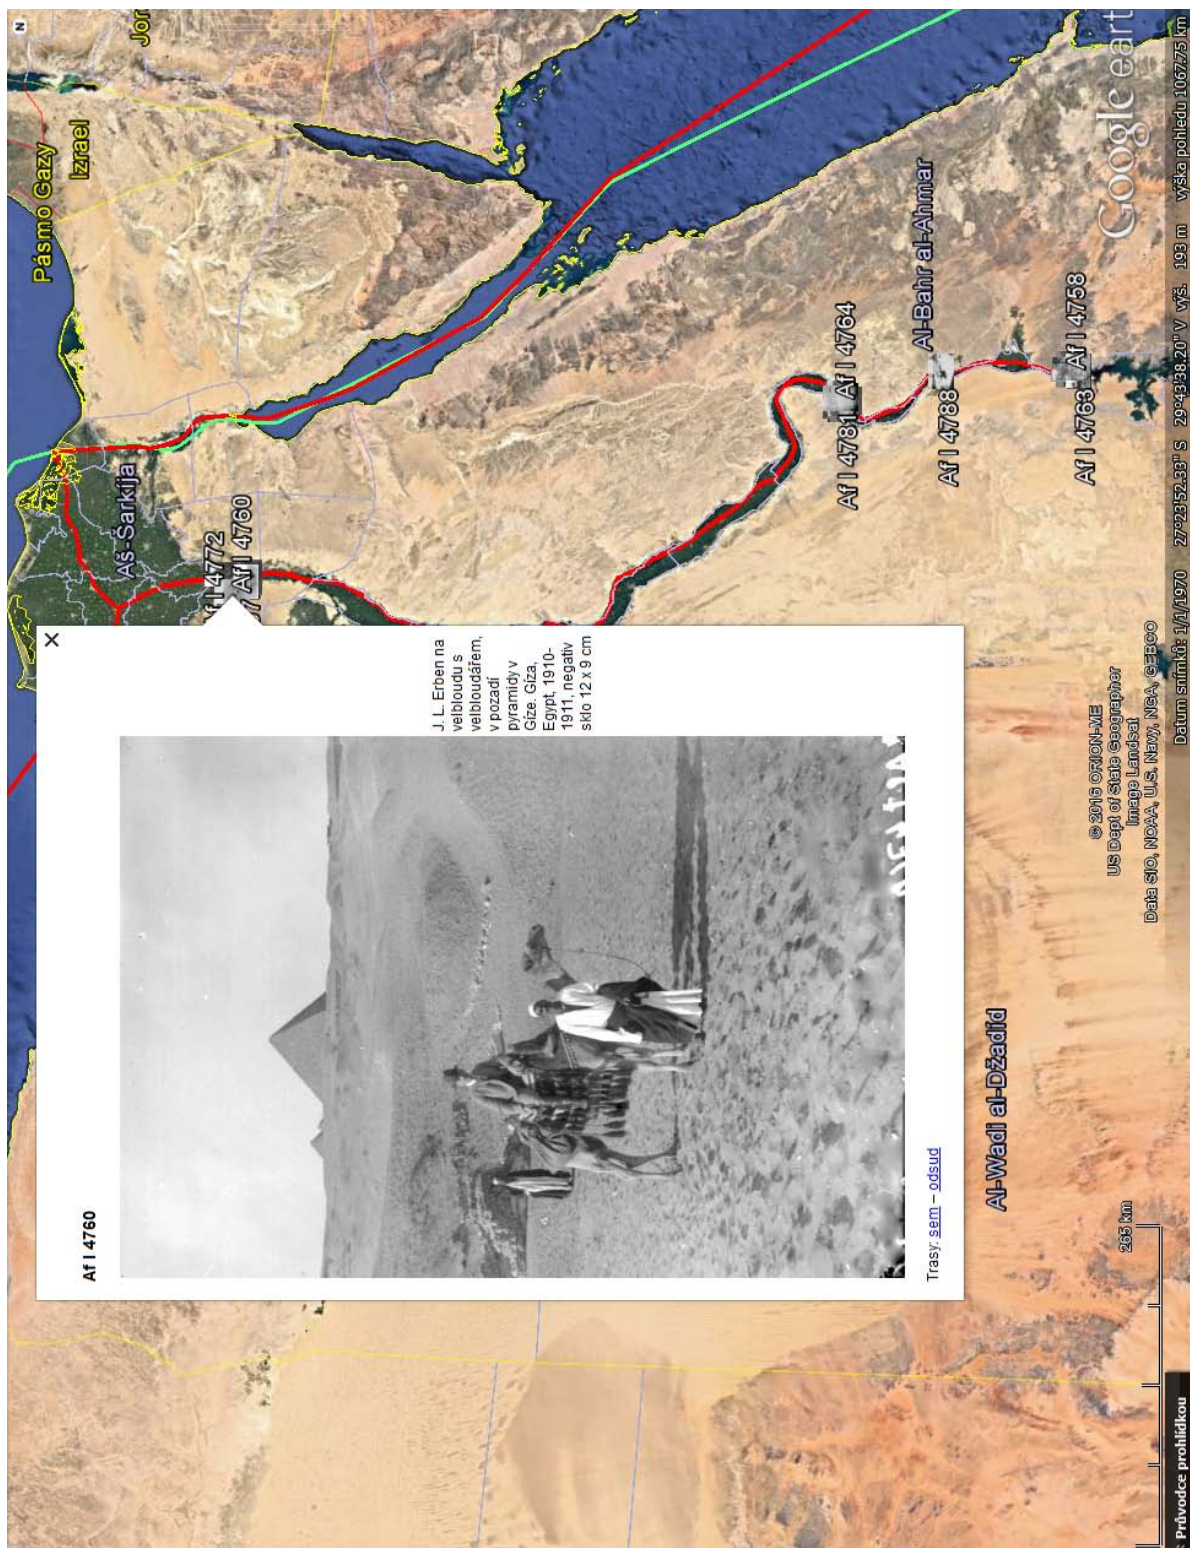 N
Jor
Pásmo Gazy
Izrael
Aš-Šarkíja
Af I 4772
Af I 4760
Af I 4781
Af I 4764
Al-Bahr al-Ahmar
Af I 4788
Af I 4763
Af I 4758
Af I 4760
J. L. Erben na
velbloudu s
velbloudářem,
v pozadí
pyramidy v
Gíze. Gíza,
Egypt, 1910-
1911, negativ
sklo 12 x 9 cm
Trasy: sem – odsud
Al-Wadi al-Džadíd
© 2016 ORION-ME
US Dept of State Geographer
Image Landsat
Data SIO, NOAA, U.S. Navy, NGA, GEBCO
Google eart
265 km
Průvodce prohlídkou
Datum snímků: 1/1/1970 27°23'52.33" S 29°43'38.20" V výš. 193 m výška pohledu 1067.75 km